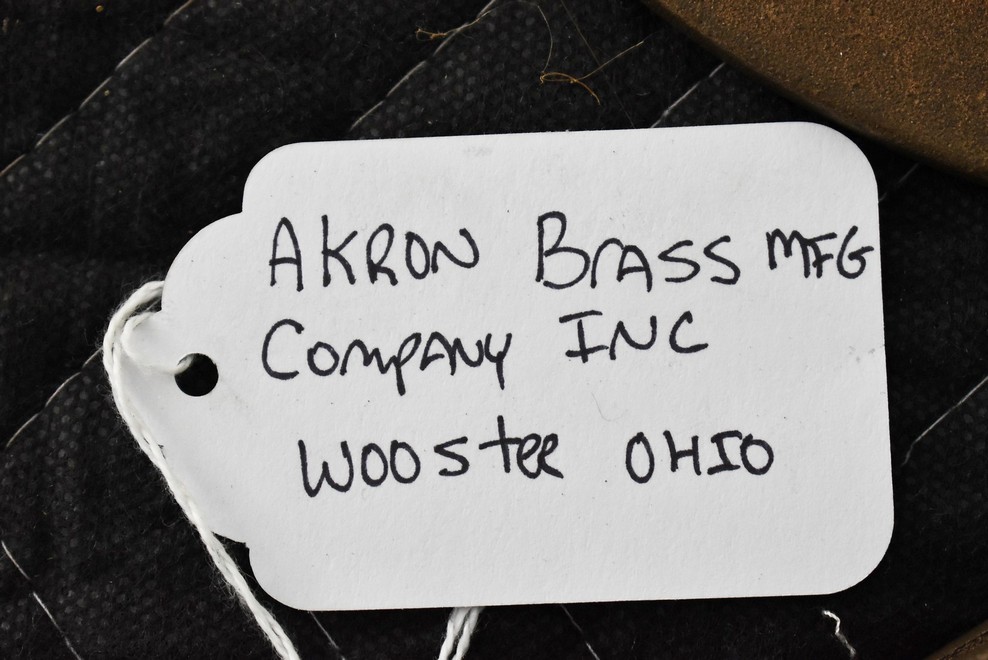 AKRON BrASS MFG
COMPANY INC
WOOSter OHIO